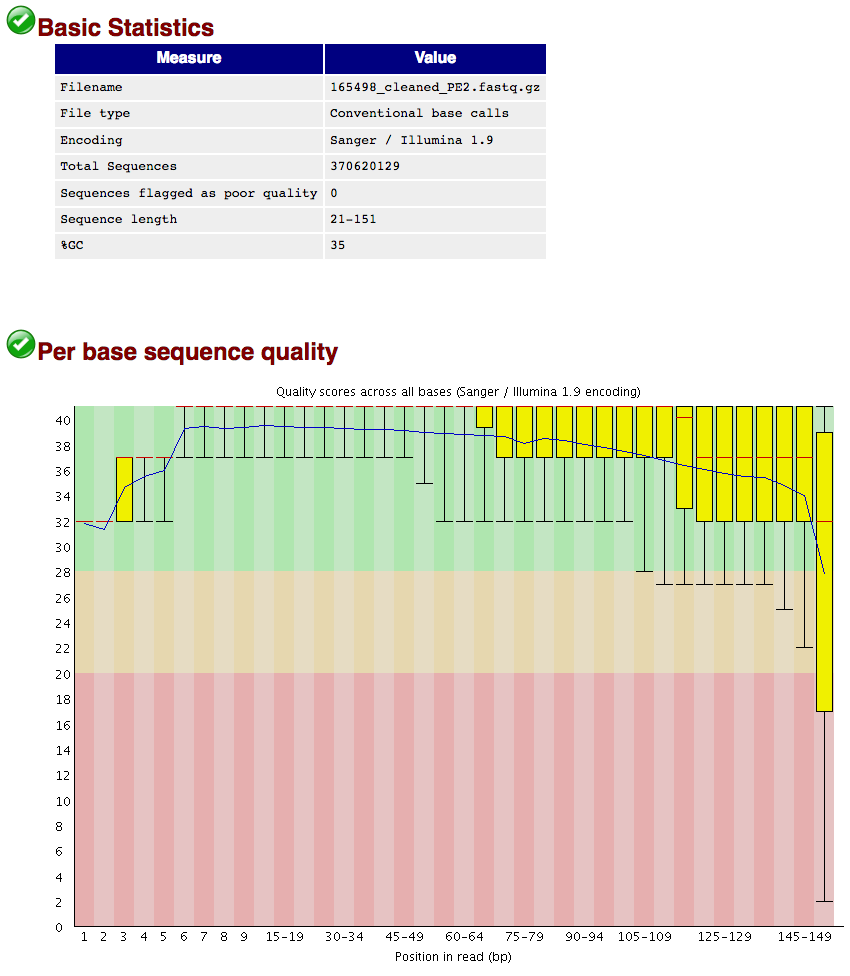 Basic Statistics
Measure Value
Filename 165498_cleaned_PE2.fastq.gz
File type Conventional base calls
Encoding Sanger / Illumina 1.9
Total Sequences 370620129
Sequences flagged as poor quality 0
Sequence length 21-151
%GC 35
Per base sequence quality
Quality scores across all bases (Sanger / Illumina 1.9 encoding)
40
38
36
34
32
30
28
26
24
22
20
18
16
14
12
10
8
6
4
2
0
1 2 3 4 5 6 7 8 9 15-19 30-34 45-49 60-64 75-79 90-94 105-109 125-129 145-149
Position in read (bp)